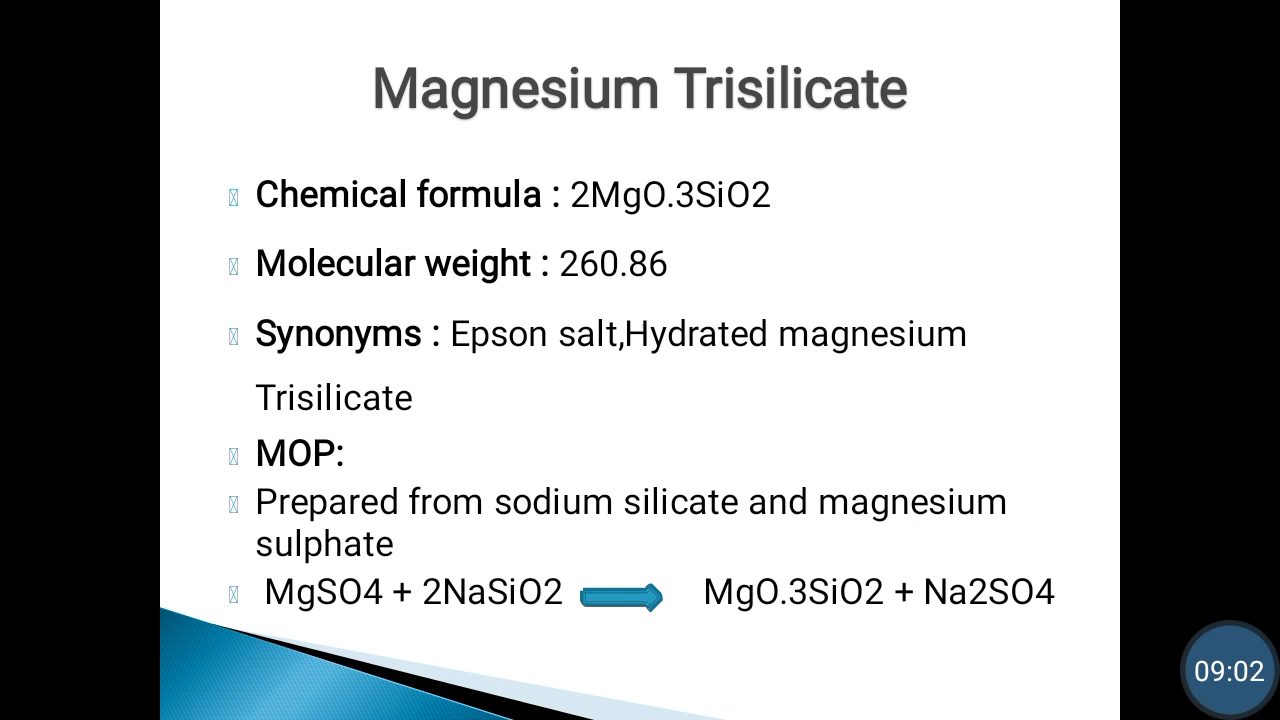 Magnesium Trisilicate
Chemical formula : 2MgO.3SiO2
Molecular weight : 260.86
Synonyms : Epson salt,Hydrated magnesium
Trisilicate
MOP:
Prepared from sodium silicate and magnesium
sulphate
MgSO4 + 2NaSiO2 MgO.3SiO2 + Na2SO4
09:02